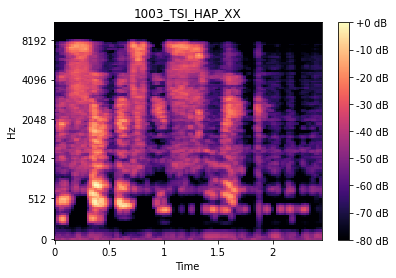 1003_TSI_HAP_XX
+0 dB
8192
-10 dB
4096
-20 dB
-30 dB
2048
Hz
-40 dB
1024
-50 dB
512
-60 dB
-70 dB
0
-80 dB
0
0.5
1
1.5
2
Time